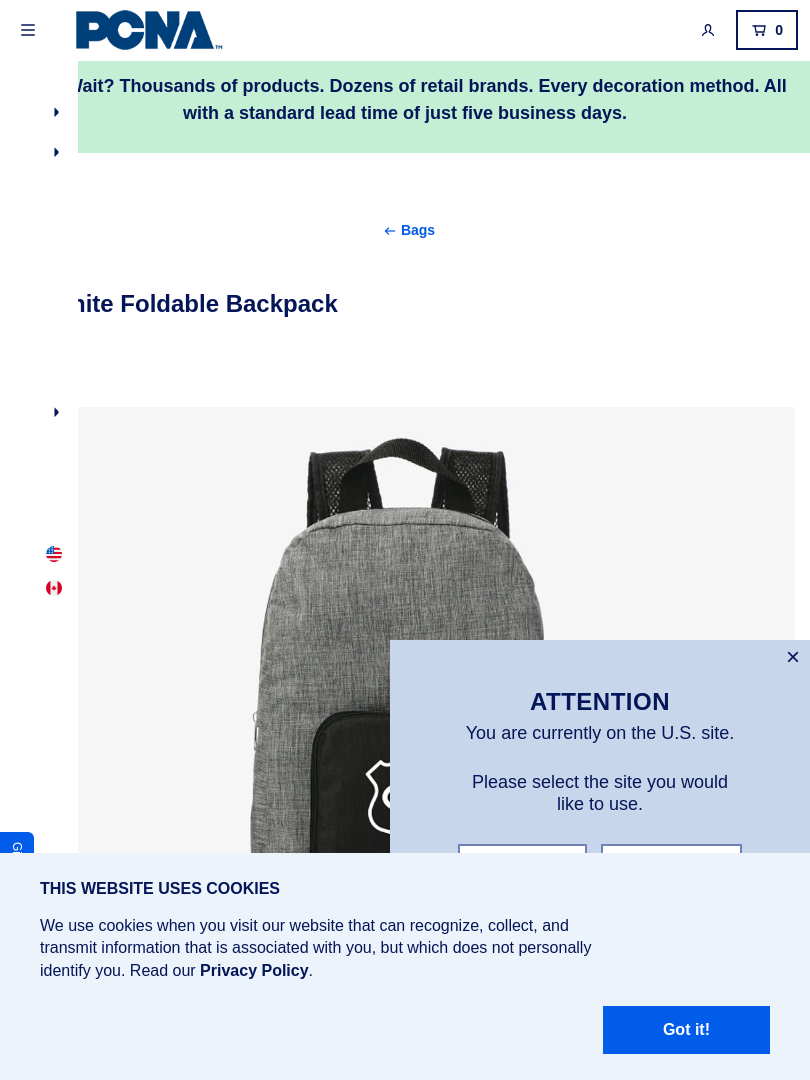 PCNA
TM
0
Wait? Thousands of products. Dozens of retail brands. Every decoration method. All
with a standard lead time of just five business days.
← Bags
Foldable Backpack
×
ATTENTION
You are currently on the U.S. site.
Please select the site you would
like to use.
THIS WEBSITE USES COOKIES
We use cookies when you visit our website that can recognize, collect, and
transmit information that is associated with you, but which does not personally
identify you. Read our Privacy Policy.
Got it!